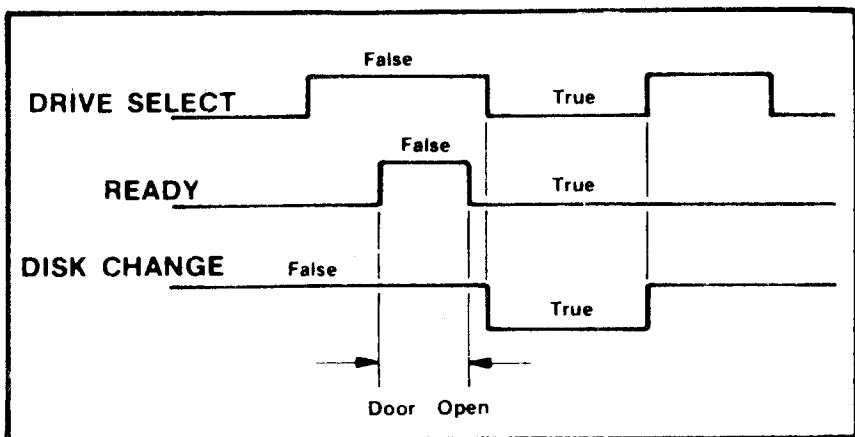 False
DRIVE SELECT
True
False
READY
True
DISK CHANGE
False
True
Door Open